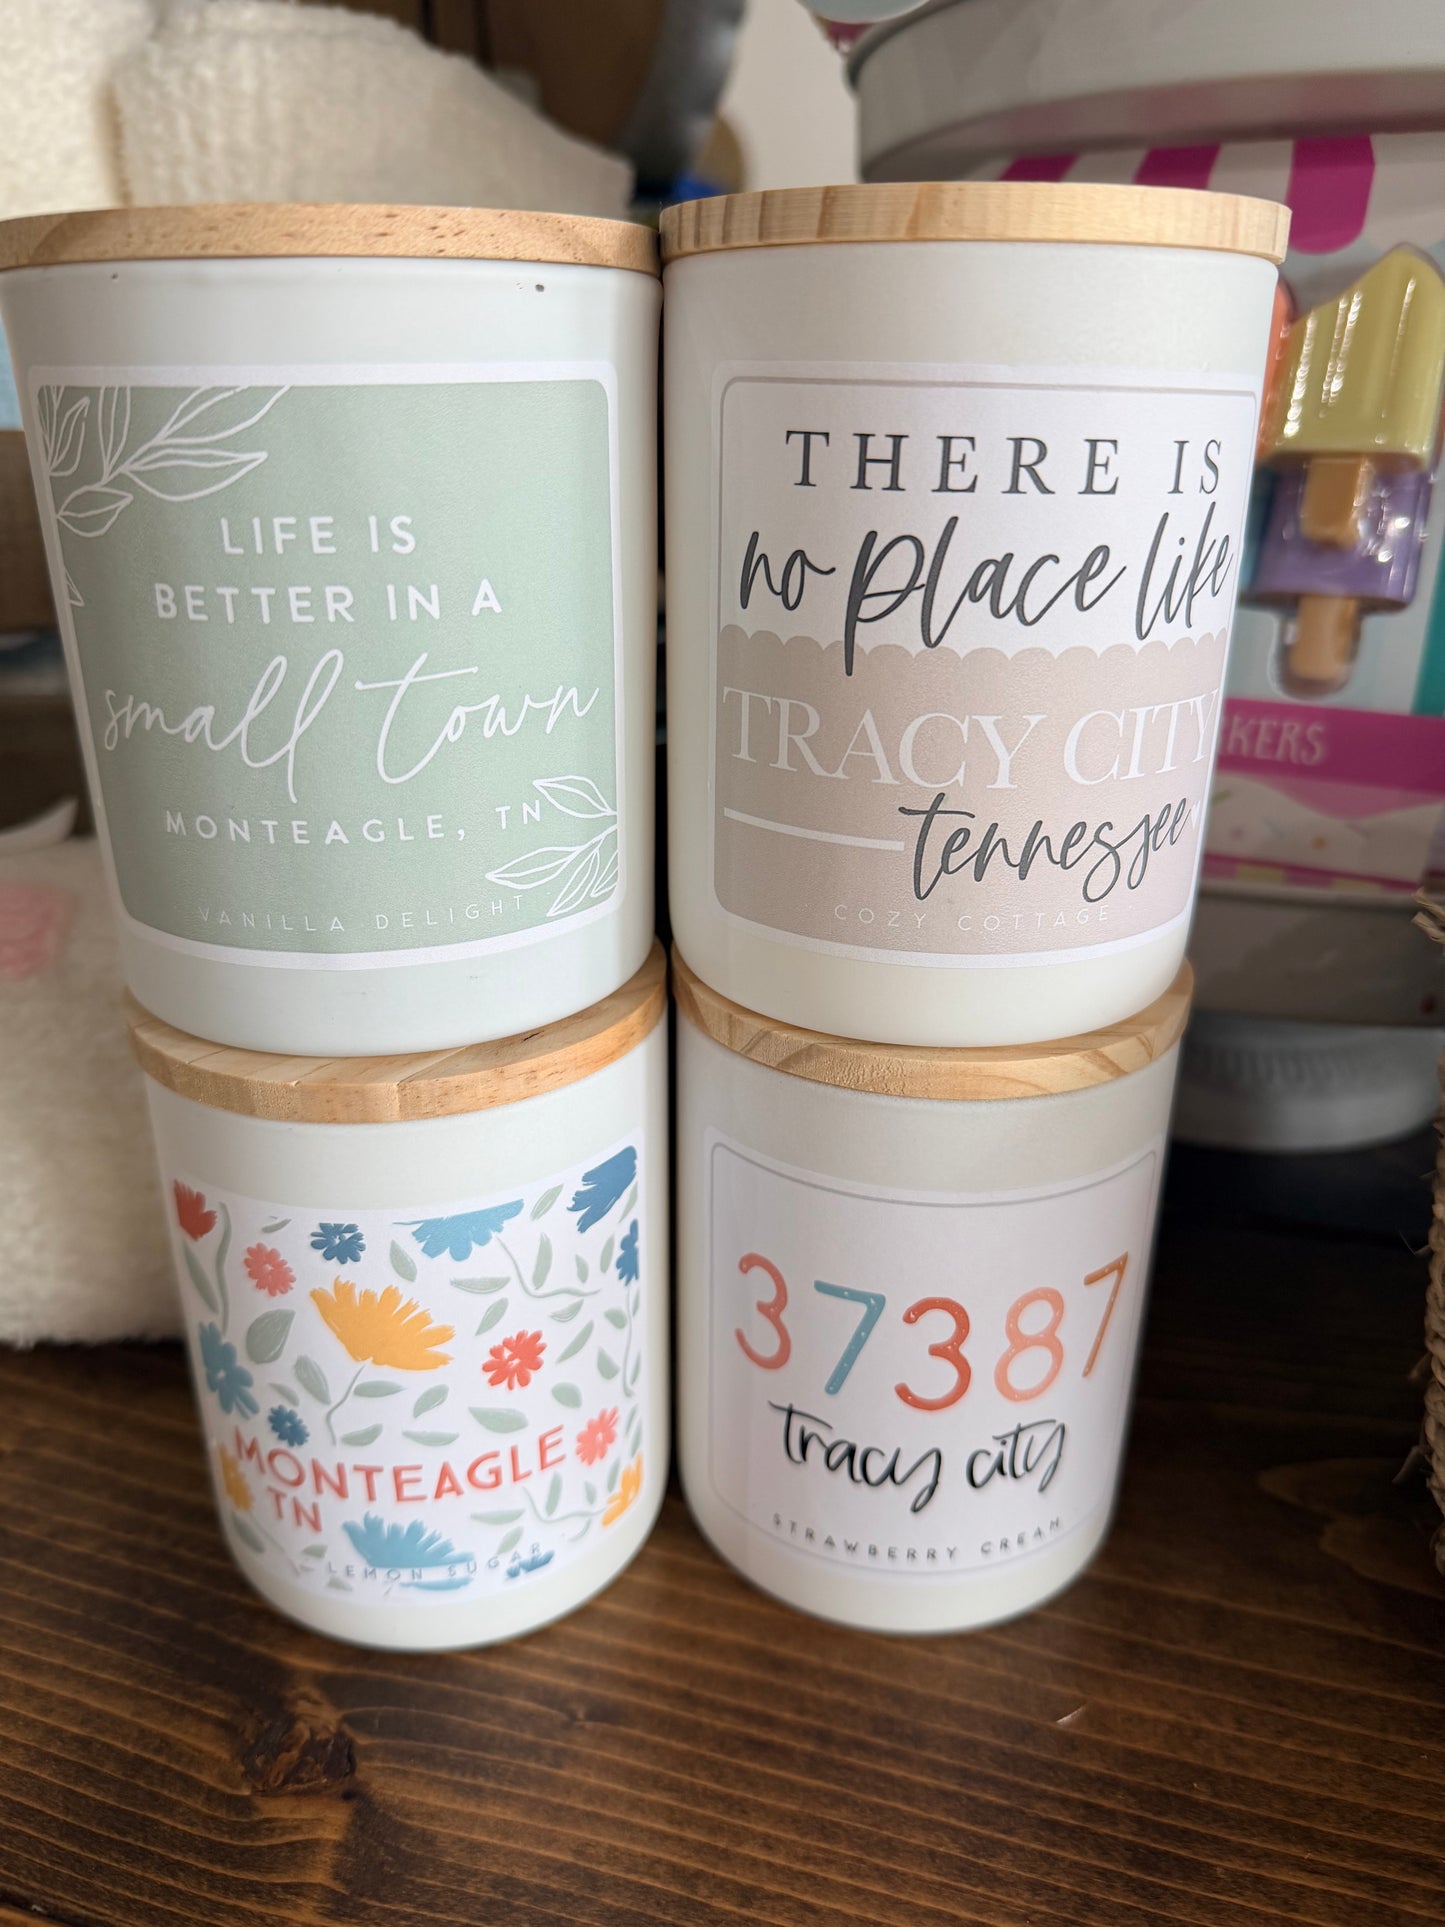 LIFE IS
BETTER IN A
small town
MONTEAGLE, TN
VANILLA DELIGHT
THERE IS
no place like
TRACY CITY
tennessee
COZY COTTAGE
MONTEAGLE
TN
LEMON SUGAR
37387
tracy city
STRAWBERRY CREAM